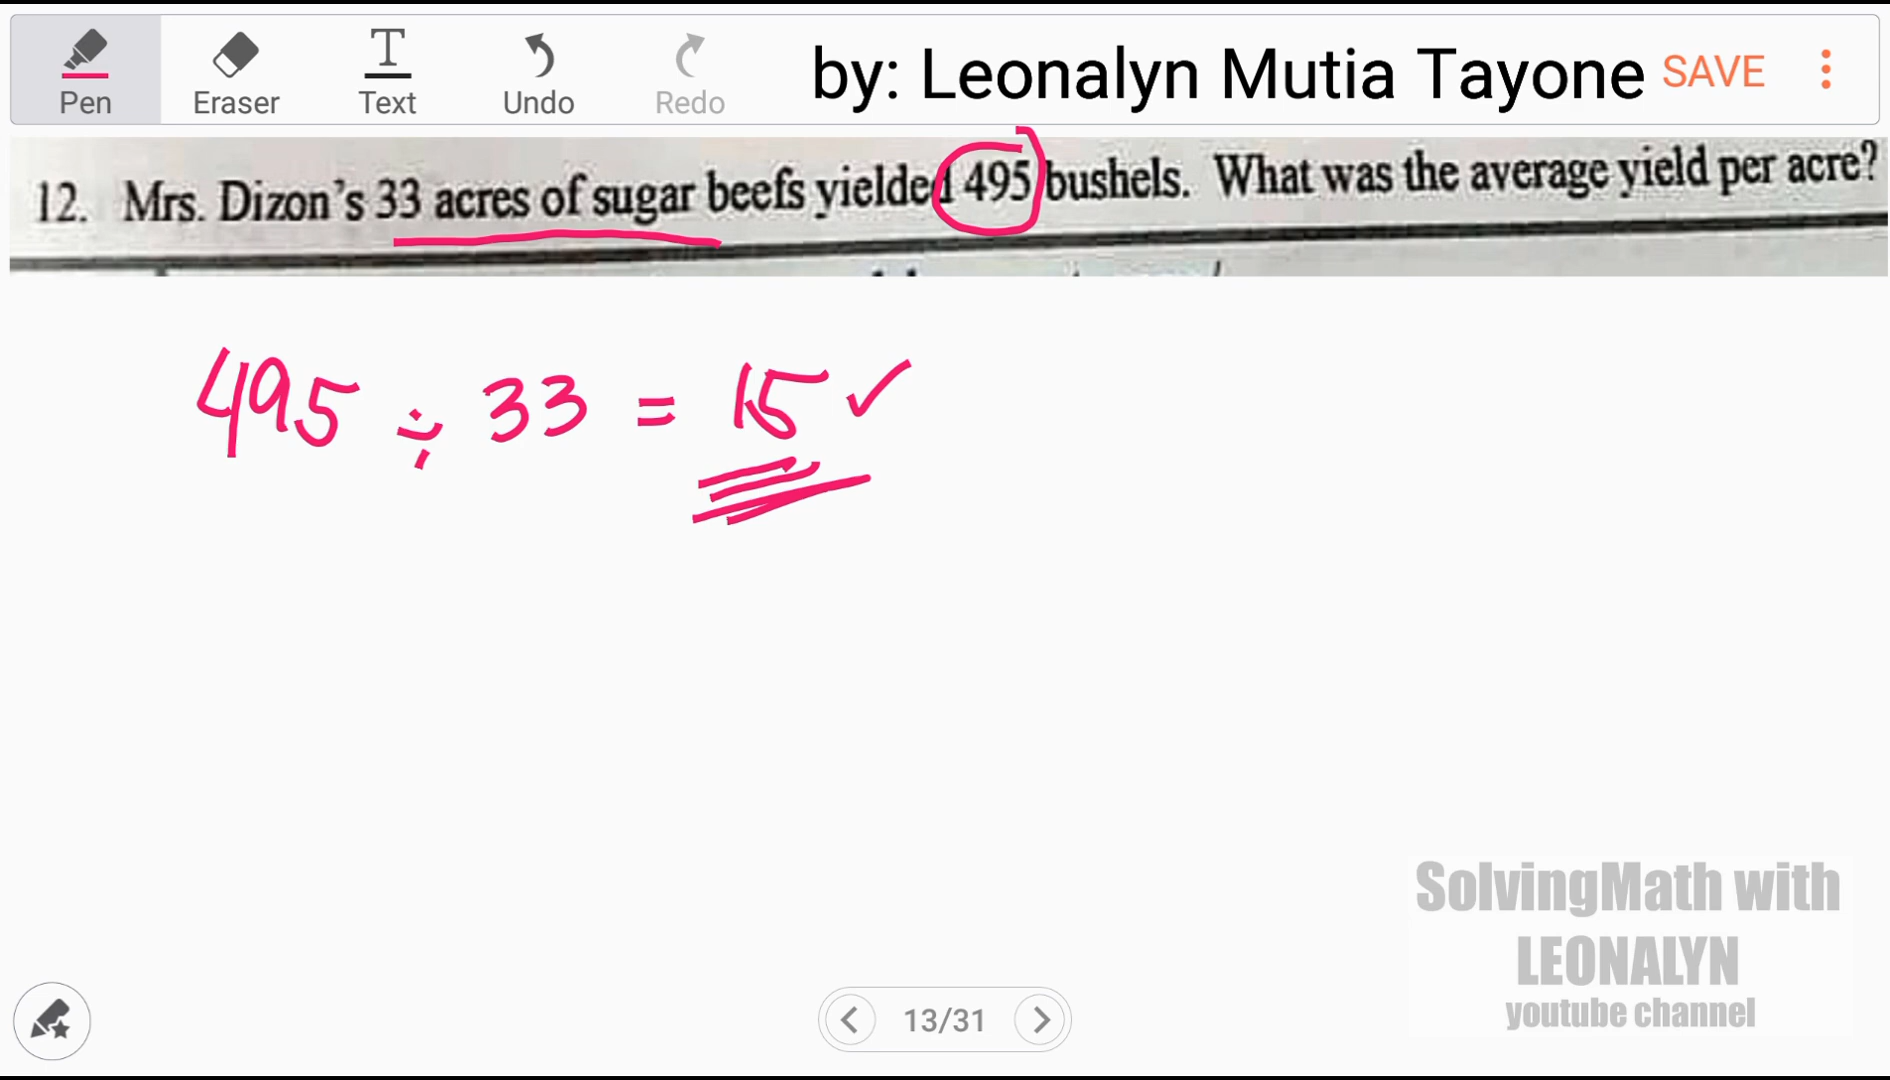 Pen Eraser Text Undo Redo by: Leonalyn Mutia Tayone SAVE
12. Mrs. Dizon's 33 acres of sugar beefs yielded 495 bushels. What was the average yield per acre?
495 ÷ 33 = 15 ✓
SolvingMath with
LEONALYN
youtube channel
13/31